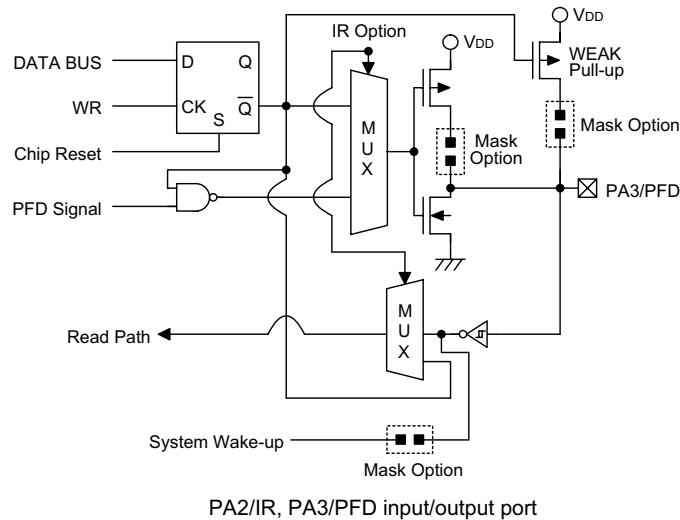 IR Option
VDD
VDD
DATA BUS
D
Q
WEAK
Pull-up
WR
CK
Q
S
M
U
X
Mask
Option
Mask Option
Chip Reset
PFD Signal
PA3/PFD
M
U
X
Read Path
System Wake-up
Mask Option
PA2/IR, PA3/PFD input/output port